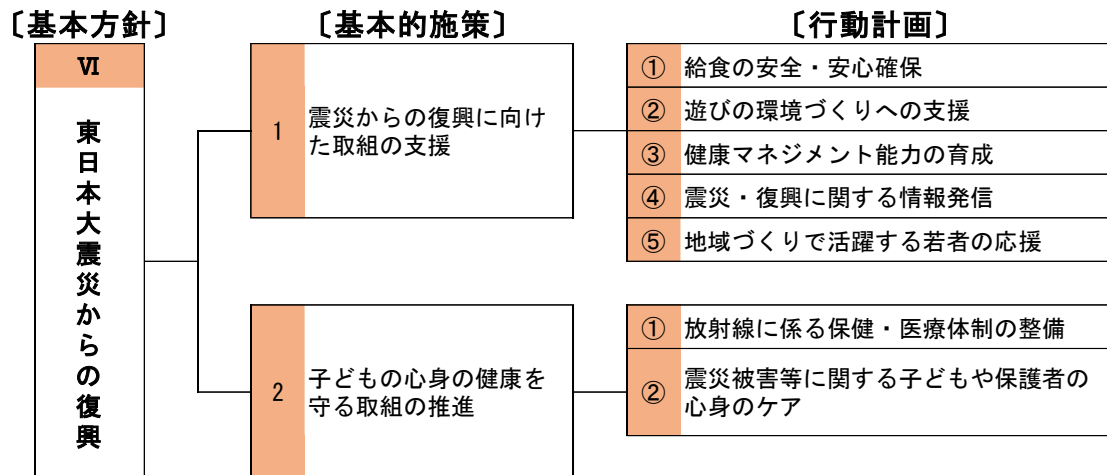 〔基本方針〕
〔基本的施策〕
〔行動計画〕
Ⅵ
東日本大震災からの復興
1
震災からの復興に向け
た取組の支援
① 給食の安全・安心確保
② 遊びの環境づくりへの支援
③ 健康マネジメント能力の育成
④ 震災・復興に関する情報発信
⑤ 地域づくりで活躍する若者の応援
2
子どもの心身の健康を
守る取組の推進
① 放射線に係る保健・医療体制の整備
② 震災被害等に関する子どもや保護者の
心身のケア